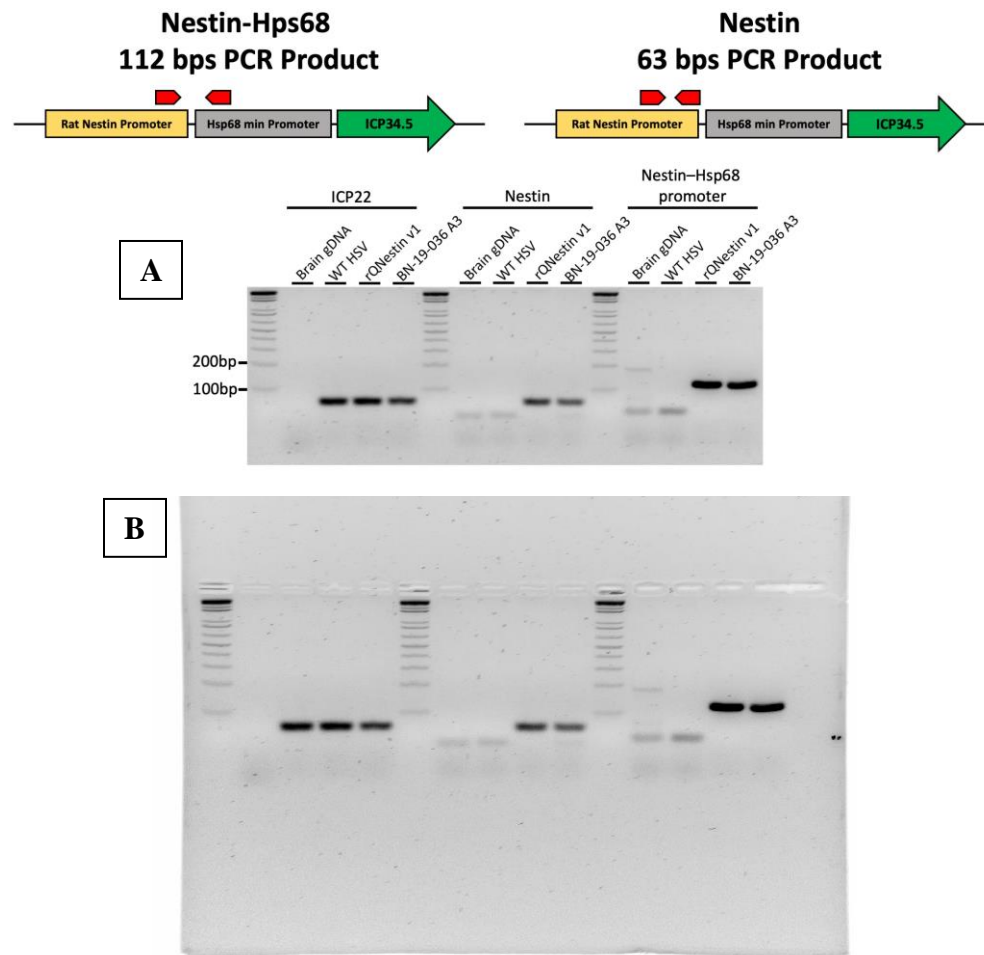 Nestin-Hps68
112 bps PCR Product
Rat Nestin Promoter
Hsp68 min Promoter
ICP34.5
Nestin
63 bps PCR Product
Rat Nestin Promoter
Hsp68 min Promoter
ICP34.5
A
ICP22
Nestin
Nestin–Hsp68
promoter
Brain gDNA
WT HSV
rQNestin v1
BN-19-036 A3
Brain gDNA
WT HSV
rQNestin v1
BN-19-036 A3
Brain gDNA
WT HSV
rQNestin v1
BN-19-036 A3
200bp
100bp
B